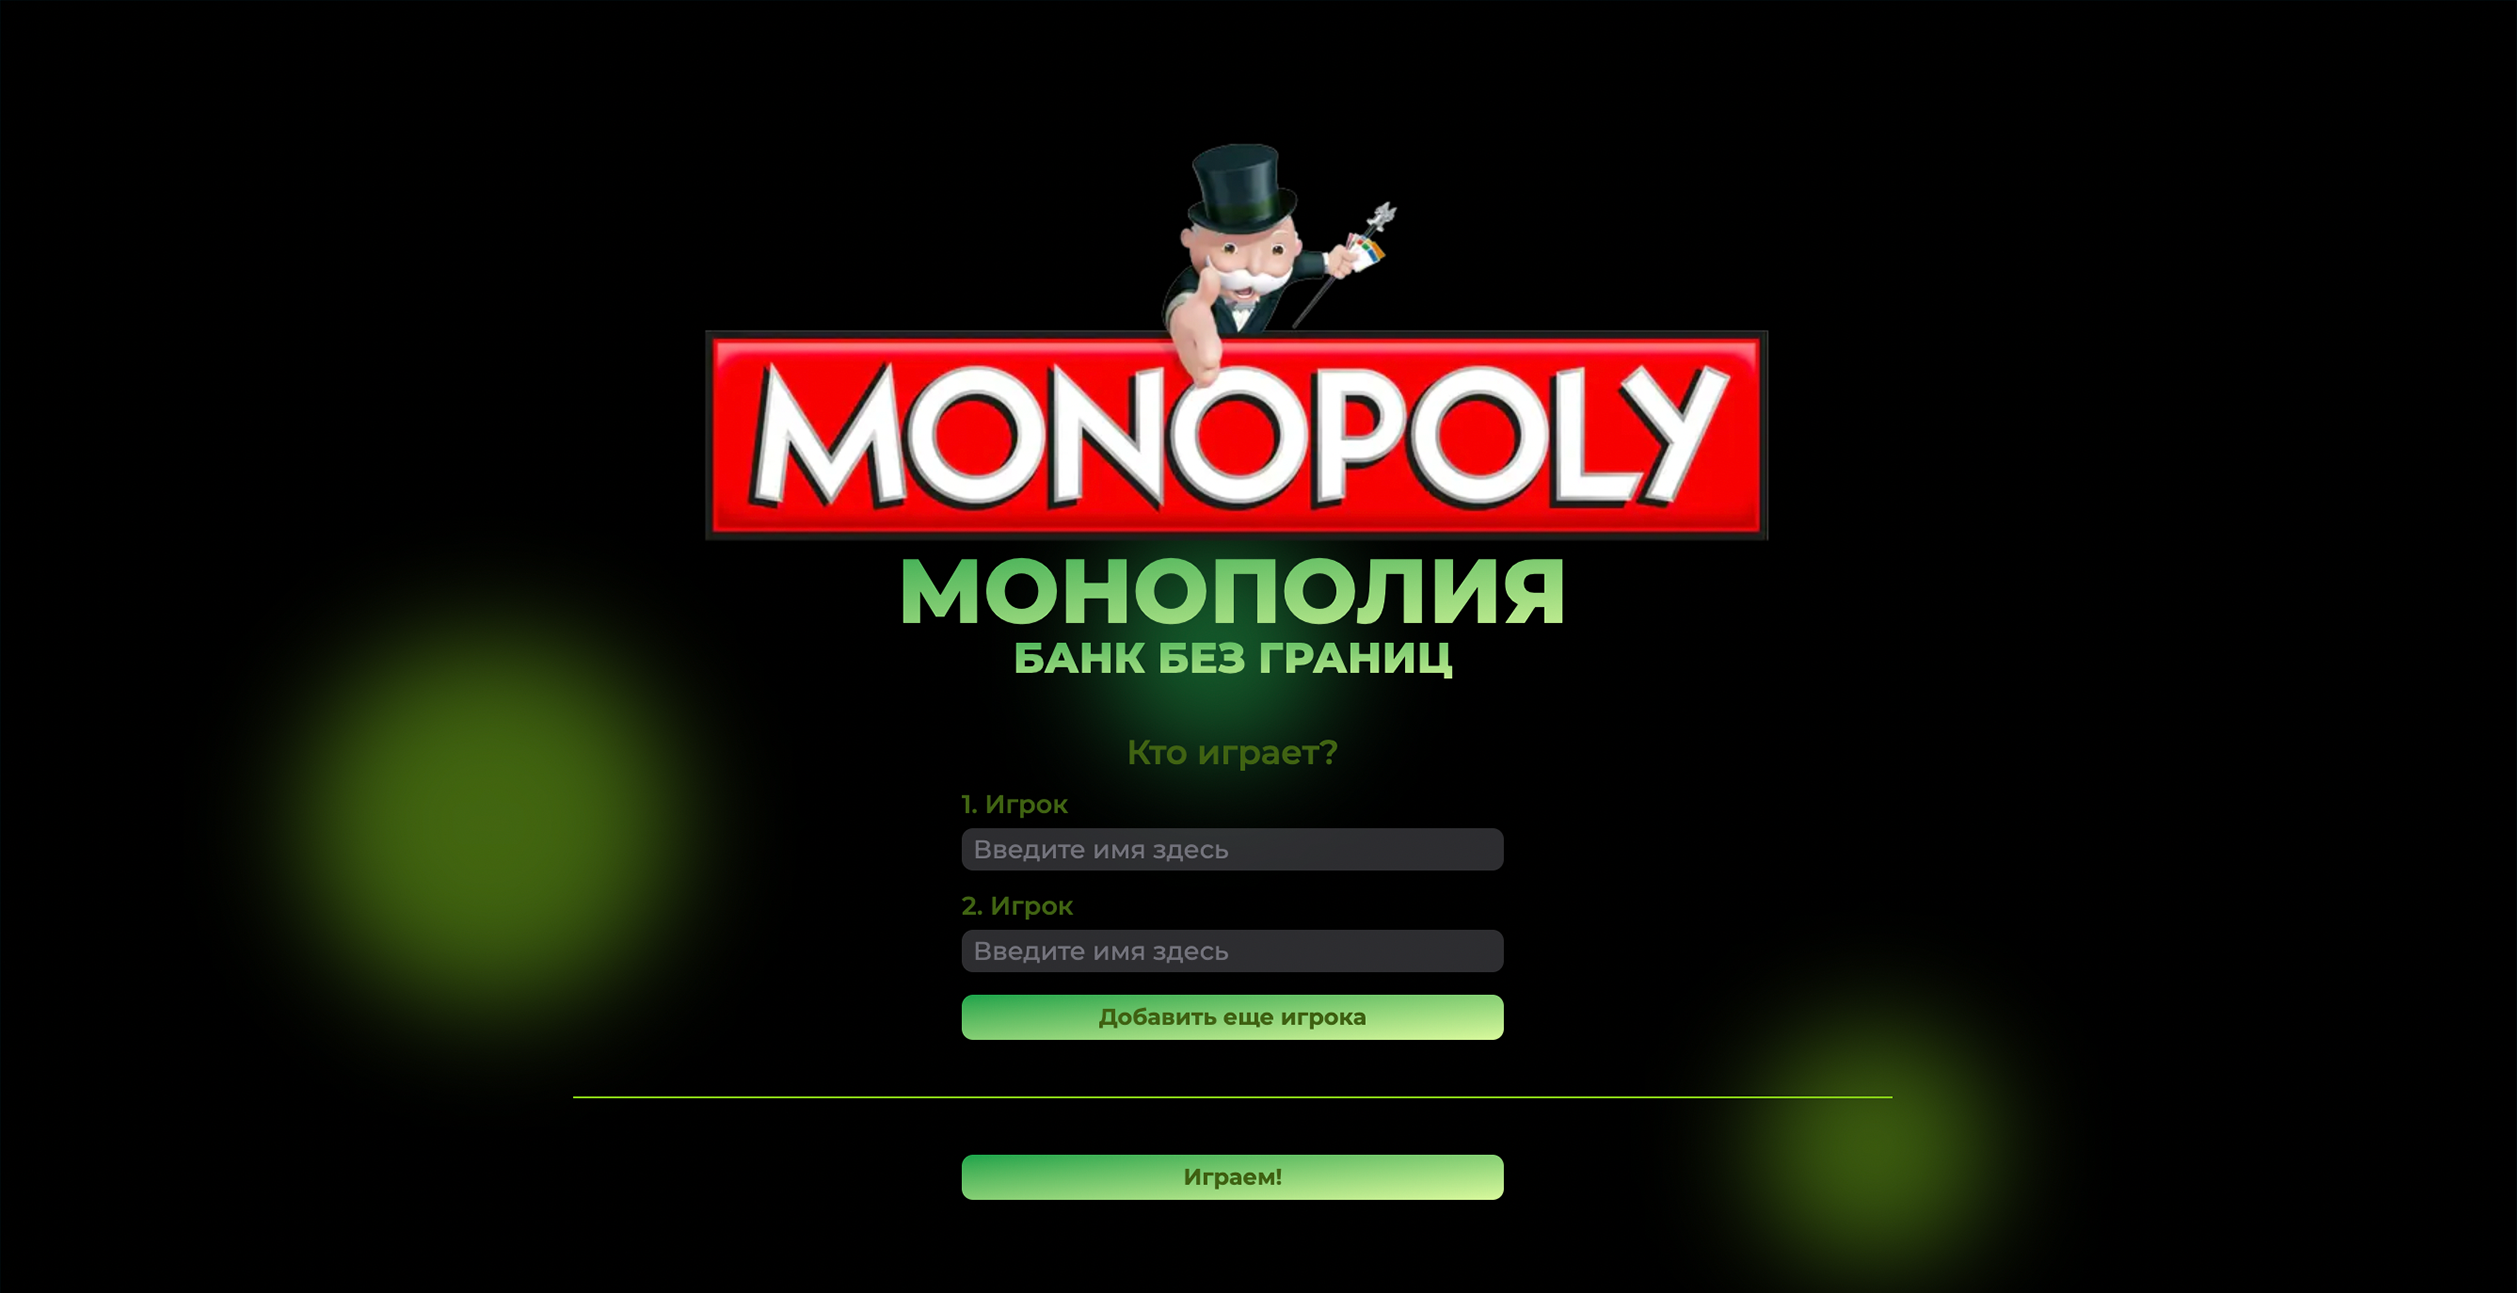 MONOPOLY
МОНОПОЛИЯ
БАНК БЕЗ ГРАНИЦ
Кто играет?
1. Игрок
Введите имя здесь
2. Игрок
Введите имя здесь
Добавить еще игрока
Играем!